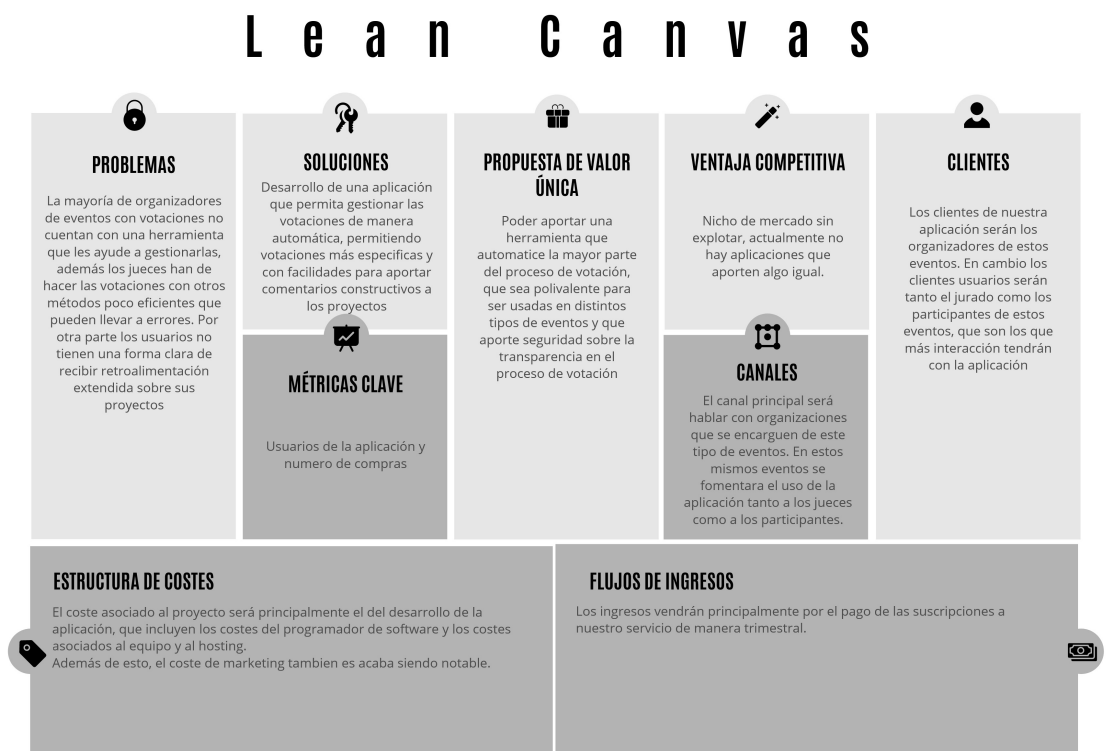 Lean Canvas
PROBLEMAS
La mayoría de organizadores
de eventos con votaciones no
cuentan con una herramienta
que les ayude a gestionarlas,
además los jueces han de
hacer las votaciones con otros
métodos poco eficientes que
pueden llevar a errores. Por
otra parte los usuarios no
tienen una forma clara de
recibir retroalimentación
extendida sobre sus
proyectos
SOLUCIONES
Desarrollo de una aplicación
que permita gestionar las
votaciones de manera
automática, permitiendo
votaciones más especificas y
con facilidades para aportar
comentarios constructivos a
los proyectos
MÉTRICAS CLAVE
Usuarios de la aplicación y
numero de compras
PROPUESTA DE VALOR
ÚNICA
Poder aportar una
herramienta que
automatice la mayor parte
del proceso de votación,
que sea polivalente para
ser usadas en distintos
tipos de eventos y que
aporte seguridad sobre la
transparencia en el
proceso de votación
VENTAJA COMPETITIVA
Nicho de mercado sin
explotar, actualmente no
hay aplicaciones que
aporten algo igual.
CANALES
El canal principal será
hablar con organizaciones
que se encarguen de este
tipo de eventos. En estos
mismos eventos se
fomentara el uso de la
aplicación tanto a los jueces
como a los participantes.
CLIENTES
Los clientes de nuestra
aplicación serán los
organizadores de estos
eventos. En cambio los
clientes usuarios serán
tanto el jurado como los
participantes de estos
eventos, que son los que
más interacción tendrán
con la aplicación
ESTRUCTURA DE COSTES
El coste asociado al proyecto será principalmente el del desarrollo de la
aplicación, que incluyen los costes del programador de software y los costes
asociados al equipo y al hosting.
Además de esto, el coste de marketing tambien es acaba siendo notable.
FLUJOS DE INGRESOS
Los ingresos vendrán principalmente por el pago de las suscripciones a
nuestro servicio de manera trimestral.